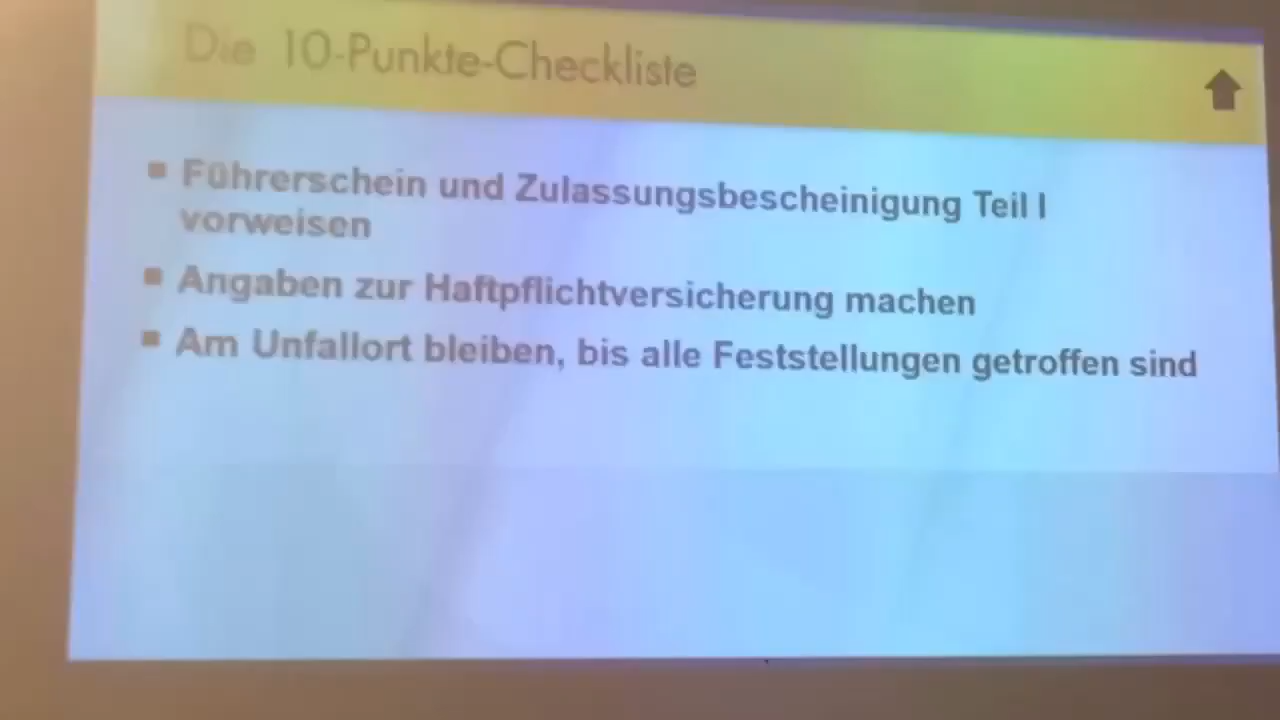 Die 10-Punkte-Checkliste
Führerschein und Zulassungsbescheinigung Teil I
vorweisen
Angaben zur Haftpflichtversicherung machen
Am Unfallort bleiben, bis alle Feststellungen getroffen sind